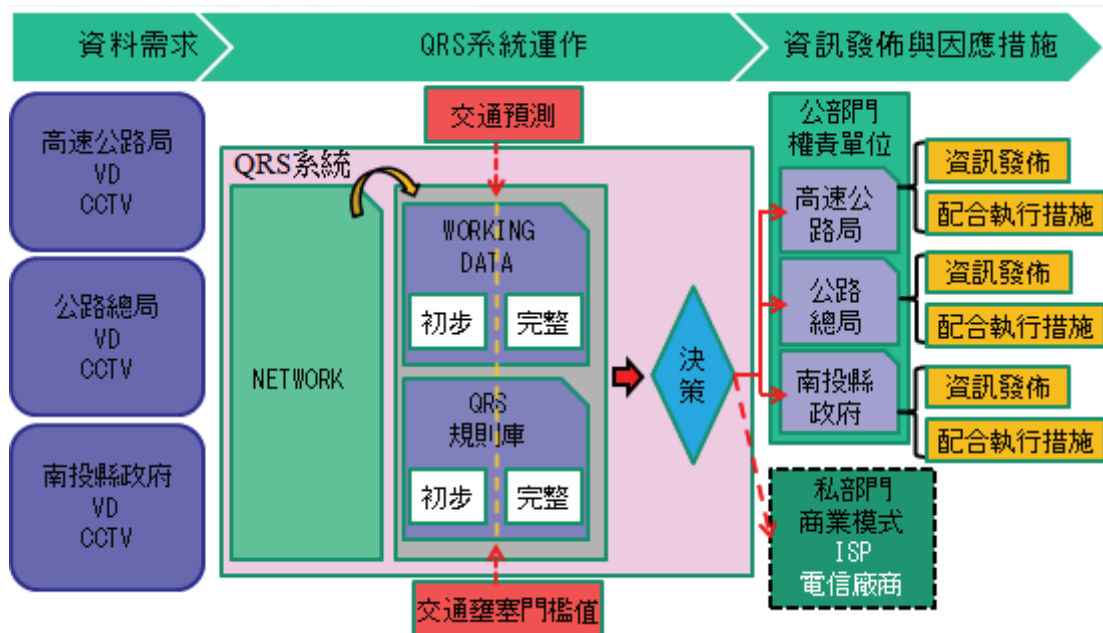 資料需求
QRS系統運作
資訊發佈與因應措施
高速公路局
VD
CCTV
公路總局
VD
CCTV
南投縣政府
VD
CCTV
交通預測
QRS系統
NETWORK
WORKING
DATA
初步
完整
QRS
規則庫
初步
完整
交通壅塞門檻值
決
策
公部門
權責單位
高速公
路局
公路
總局
南投縣
政府
資訊發佈
配合執行措施
資訊發佈
配合執行措施
資訊發佈
配合執行措施
私部門
商業模式
ISP
電信廠商